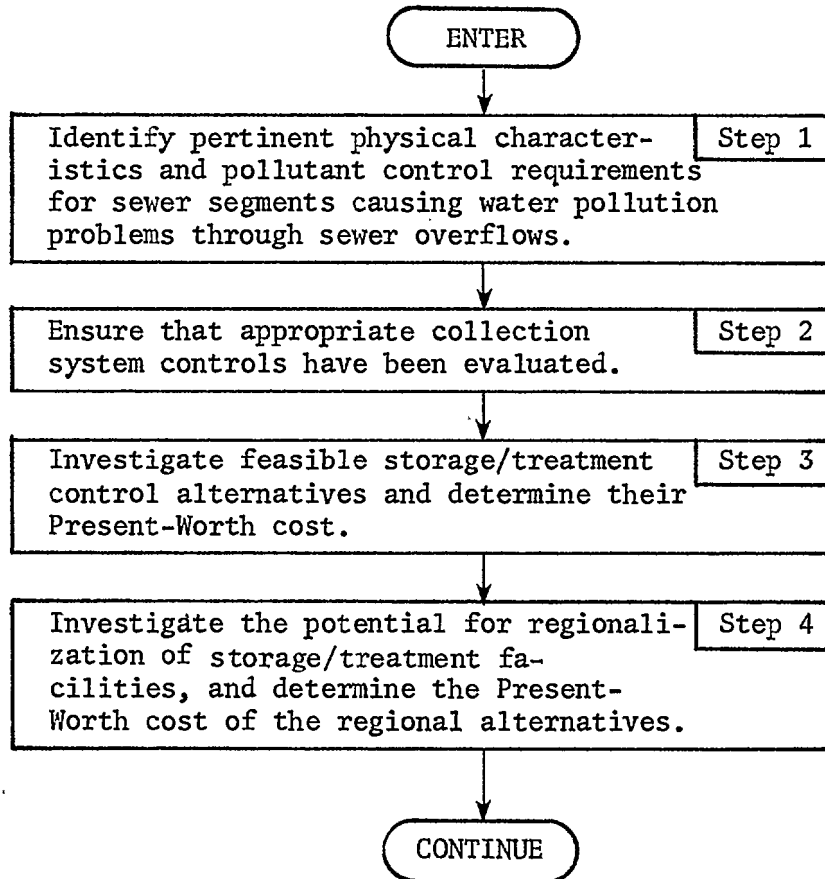 ENTER
Step 1
Identify pertinent physical character-
istics and pollutant control requirements
for sewer segments causing water pollution
problems through sewer overflows.
Step 2
Ensure that appropriate collection
system controls have been evaluated.
Step 3
Investigate feasible storage/treatment
control alternatives and determine their
Present-Worth cost.
Step 4
Investigate the potential for regionali-
zation of storage/treatment fa-
cilities, and determine the Present-
Worth cost of the regional alternatives.
CONTINUE